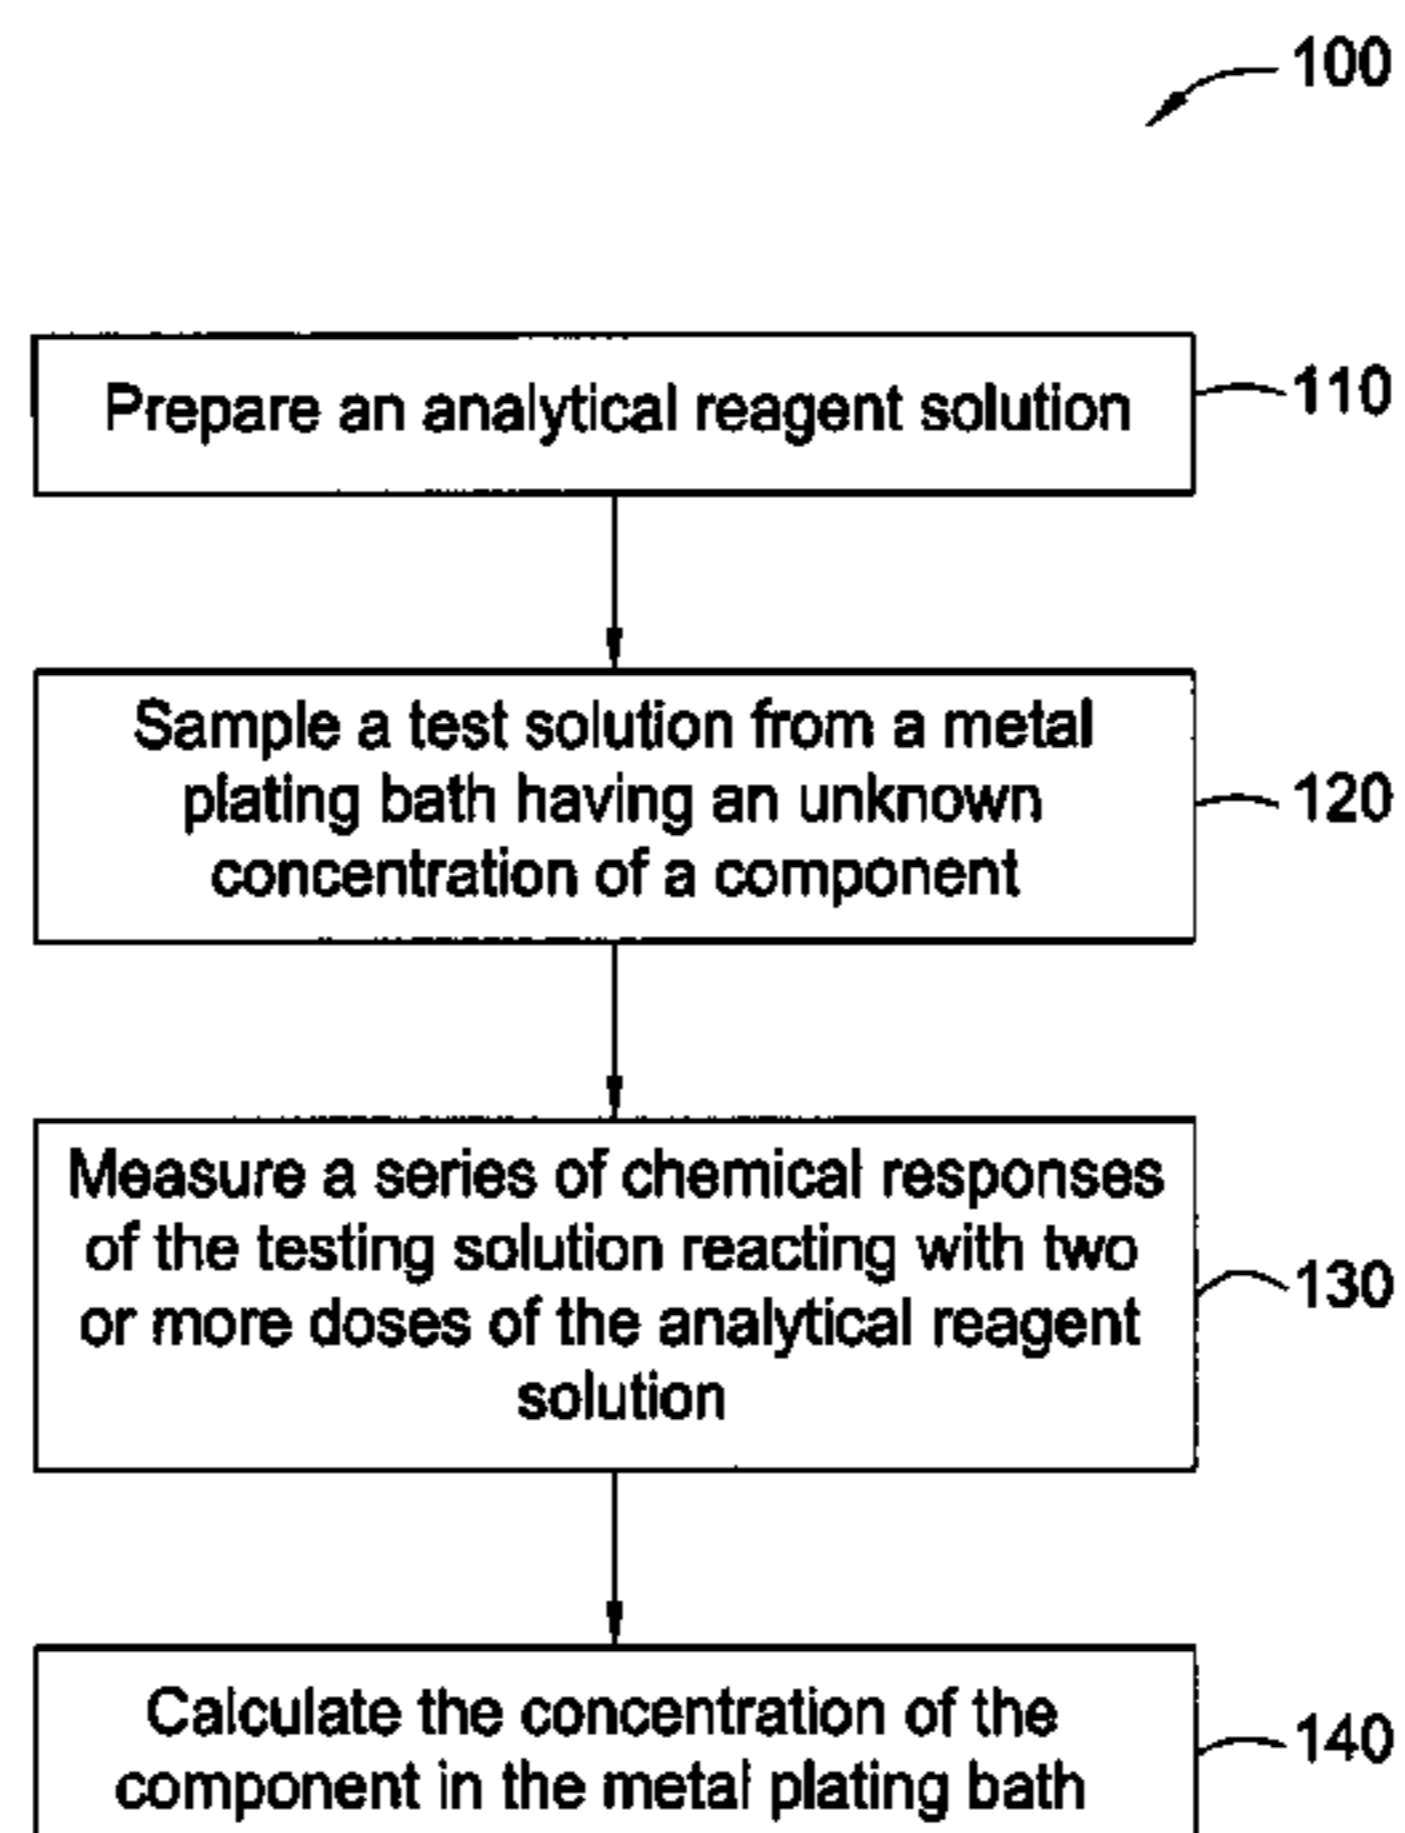 100
Prepare an analytical reagent solution
110
Sample a test solution from a metal
plating bath having an unknown
concentration of a component
120
Measure a series of chemical responses
of the testing solution reacting with two
or more doses of the analytical reagent
solution
130
Calculate the concentration of the
component in the metal plating bath
140